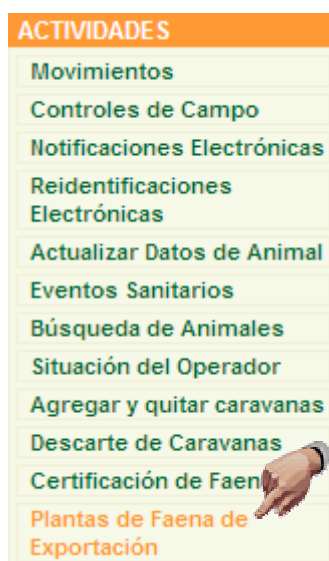 ACTIVIDADES
Movimientos
Controles de Campo
Notificaciones Electrónicas
Reidentificaciones
Electrónicas
Actualizar Datos de Animal
Eventos Sanitarios
Búsqueda de Animales
Situación del Operador
Agregar y quitar caravanas
Descarte de Caravanas
Certificación de Faen
Plantas de Faena de
Exportación